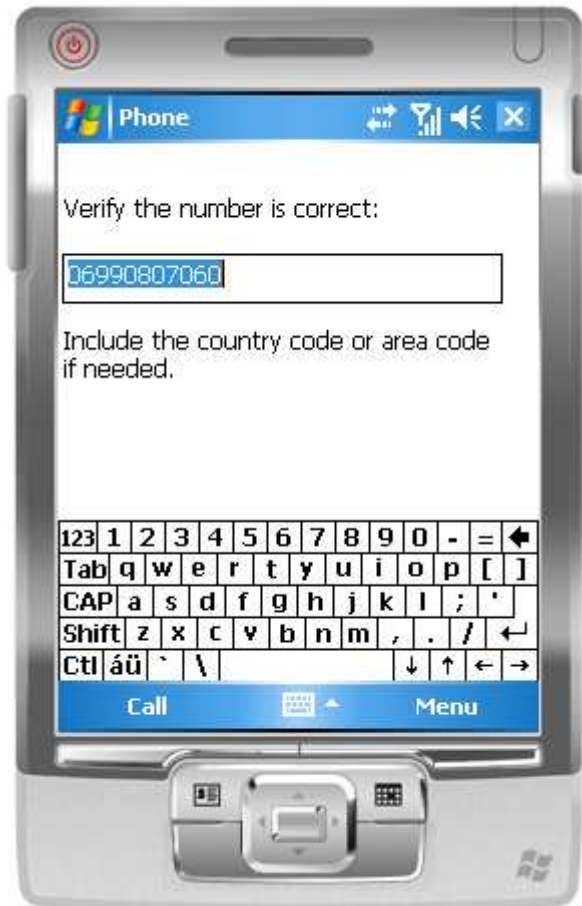 Phone
Verify the number is correct:
06990807060
Include the country code or area code
if needed.
123 1 2 3 4 5 6 7 8 9 0 - =
Tab q w e r t y u i o p [ ]
CAP a s d f g h j k l ; '
Shift z x c v b n m , . /
Ctl áü ` \ ↓ ↑ ← →
Call Menu